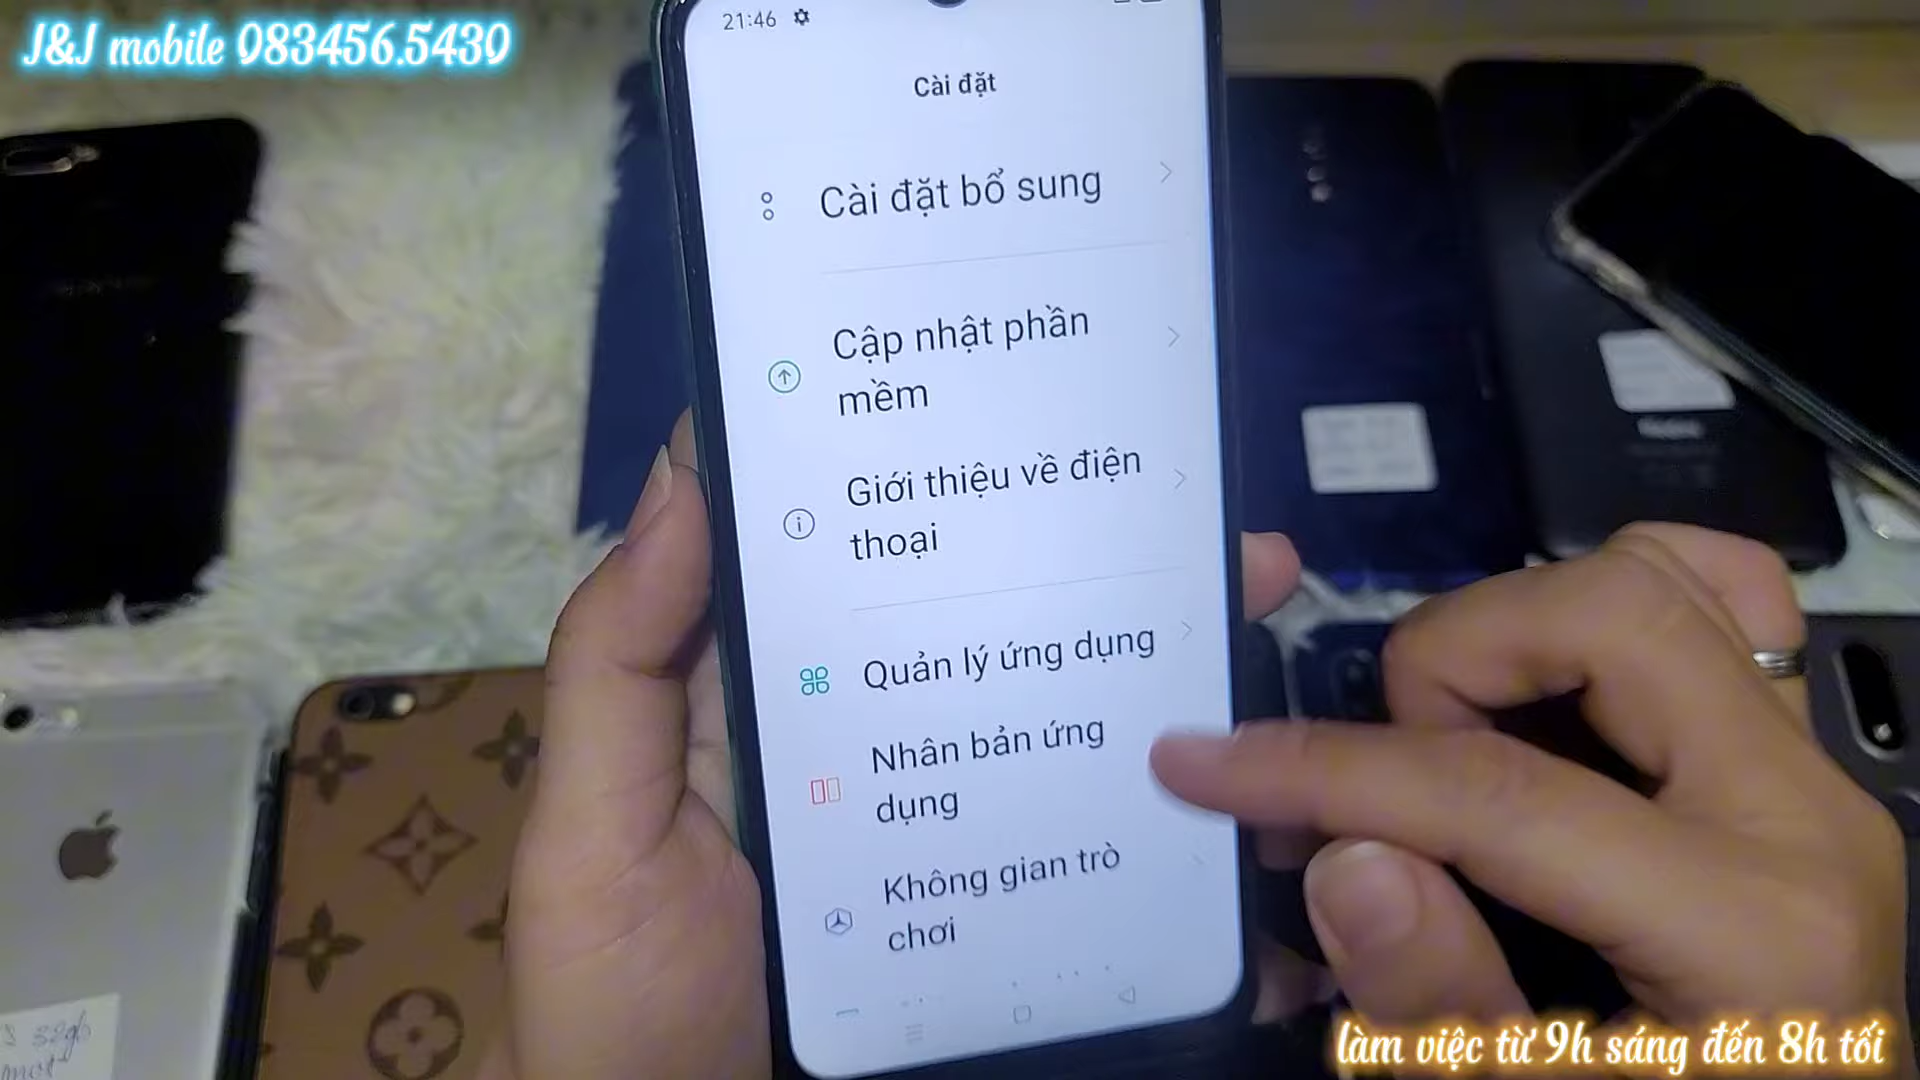 J&J mobile 083456.5430
21:46
Cài đặt
Cài đặt bổ sung
Cập nhật phần
mềm
Giới thiệu về điện
thoại
Quản lý ứng dụng
Nhân bản ứng
dụng
Không gian trò
chơi
32gb
làm việc từ 9h sáng đến 8h tối